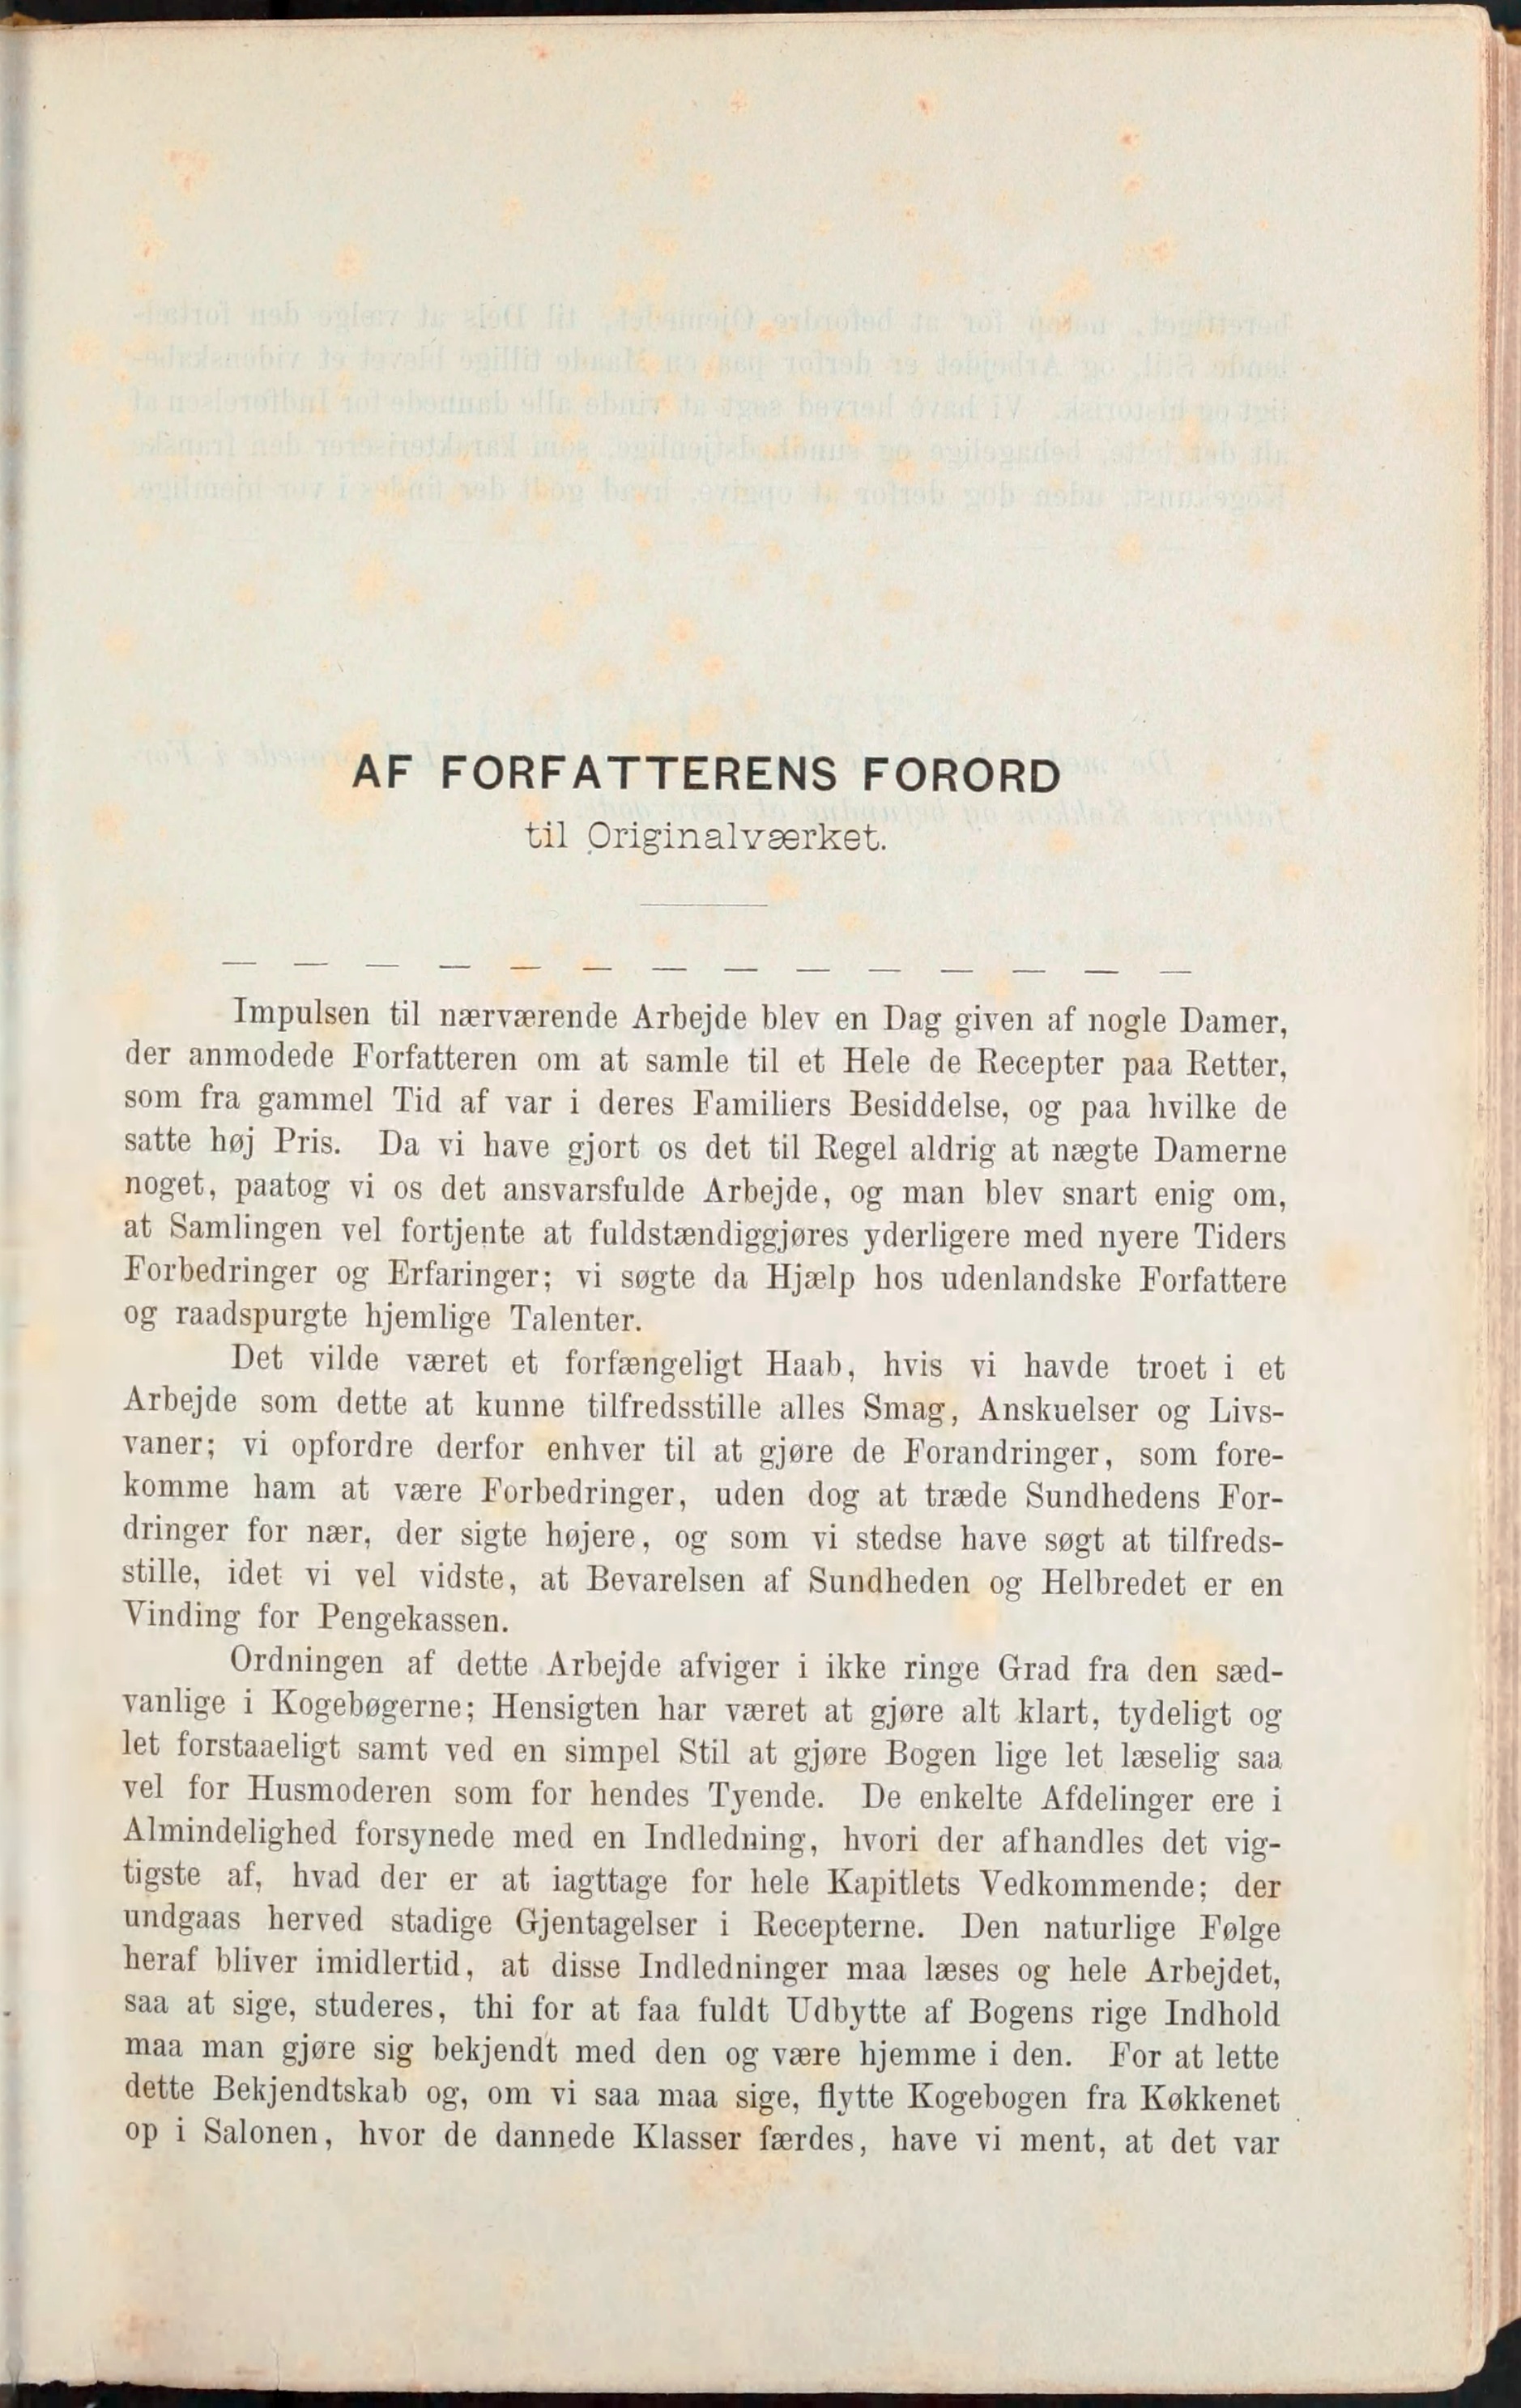 AF FORFATTERENS FORORD
til Originalværket.
— — — — — — — — — — — — — —
Impulsen til nærværende Arbejde blev en Dag given af nogle Damer,
der anmodede Forfatteren om at samle til et Hele de Recepter paa Retter,
som fra gammel Tid af var i deres Familiers Besiddelse, og paa hvilke de
satte høj Pris. Da vi have gjort os det til Regel aldrig at nægte Damerne
noget, paatog vi os det ansvarsfulde Arbejde, og man blev snart enig om,
at Samlingen vel fortjente at fuldstændiggjøres yderligere med nyere Tiders
Forbedringer og Erfaringer; vi søgte da Hjælp hos udenlandske Forfattere
og raadspurgte hjemlige Talenter.
Det vilde været et forfængeligt Haab, hvis vi havde troet i et
Arbejde som dette at kunne tilfredsstille alles Smag, Anskuelser og Livs-
vaner; vi opfordre derfor enhver til at gjøre de Forandringer, som fore-
komme ham at være Forbedringer, uden dog at træde Sundhedens For-
dringer for nær, der sigte højere, og som vi stedse have søgt at tilfreds-
stille, idet vi vel vidste, at Bevarelsen af Sundheden og Helbredet er en
Vinding for Pengekassen.
Ordningen af dette Arbejde afviger i ikke ringe Grad fra den sæd-
vanlige i Kogebøgerne; Hensigten har været at gjøre alt klart, tydeligt og
let forstaaeligt samt ved en simpel Stil at gjøre Bogen lige let læselig saa
vel for Husmoderen som for hendes Tyende. De enkelte Afdelinger ere i
Almindelighed forsynede med en Indledning, hvori der afhandles det vig-
tigste af, hvad der er at iagttage for hele Kapitlets Vedkommende; der
undgaas herved stadige Gjentagelser i Recepterne. Den naturlige Følge
heraf bliver imidlertid, at disse Indledninger maa læses og hele Arbejdet,
saa at sige, studeres, thi for at faa fuldt Udbytte af Bogens rige Indhold
maa man gjøre sig bekjendt med den og være hjemme i den. For at lette
dette Bekjendtskab og, om vi saa maa sige, flytte Kogebogen fra Køkkenet
op i Salonen, hvor de dannede Klasser færdes, have vi ment, at det var